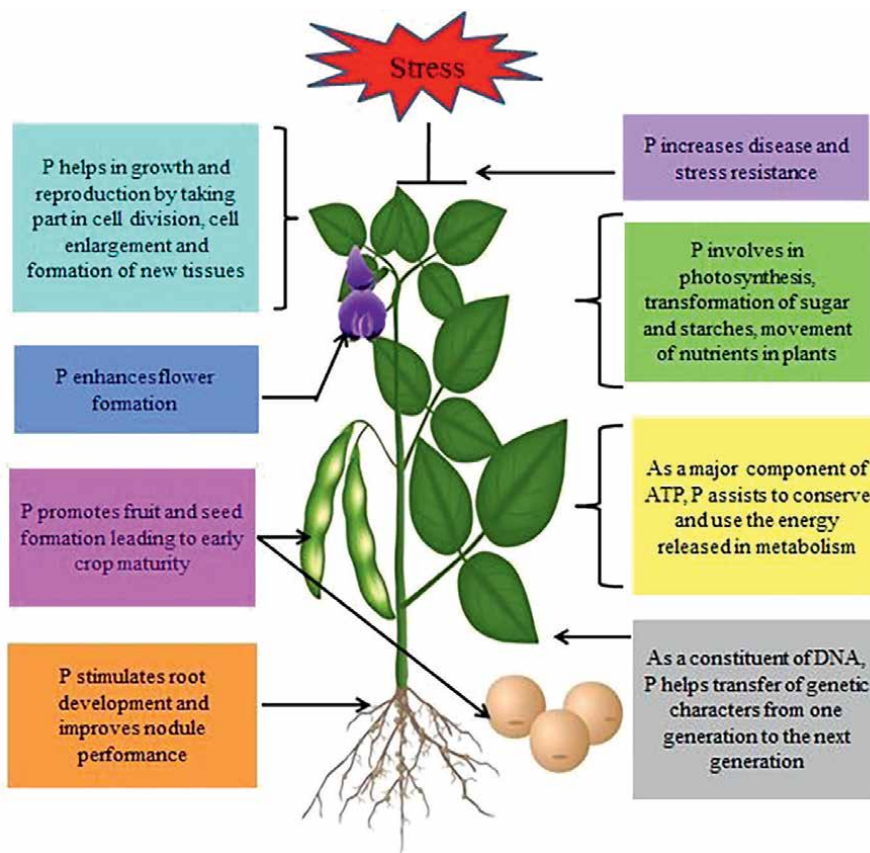 Stress
P helps in growth and
reproduction by taking
part in cell division, cell
enlargement and
formation of new tissues
P enhances flower
formation
P promotes fruit and seed
formation leading to early
crop maturity
P stimulates root
development and
improves nodule
performance
P increases disease and
stress resistance
P involves in
photosynthesis,
transformation of sugar
and starches, movement
of nutrients in plants
As a major component of
ATP, P assists to conserve
and use the energy
released in metabolism
As a constituent of DNA,
P helps transfer of genetic
characters from one
generation to the next
generation